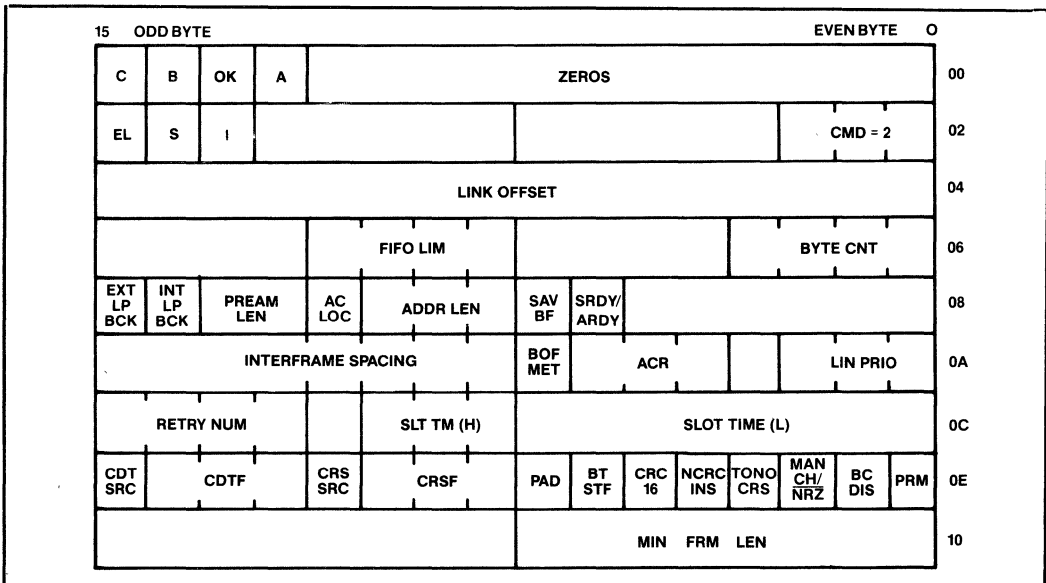 15 ODD BYTE EVEN BYTE O
C B OK A ZEROS 00
EL S I CMD = 2 02
LINK OFFSET 04
FIFO LIM BYTE CNT 06
EXT LP BCK INT LP BCK PREAM LEN AC LOC ADDR LEN SAV BF SRDY/ ARDY 08
INTERFRAME SPACING BOF MET ACR LIN PRIO 0A
RETRY NUM SLT TM (H) SLOT TIME (L) 0C
CDT SRC CDTF CRS SRC CRSF PAD BT STF CRC 16 NCRC INS TONO CRS MAN CH/ NRZ BC DIS PRM 0E
MIN FRM LEN 10